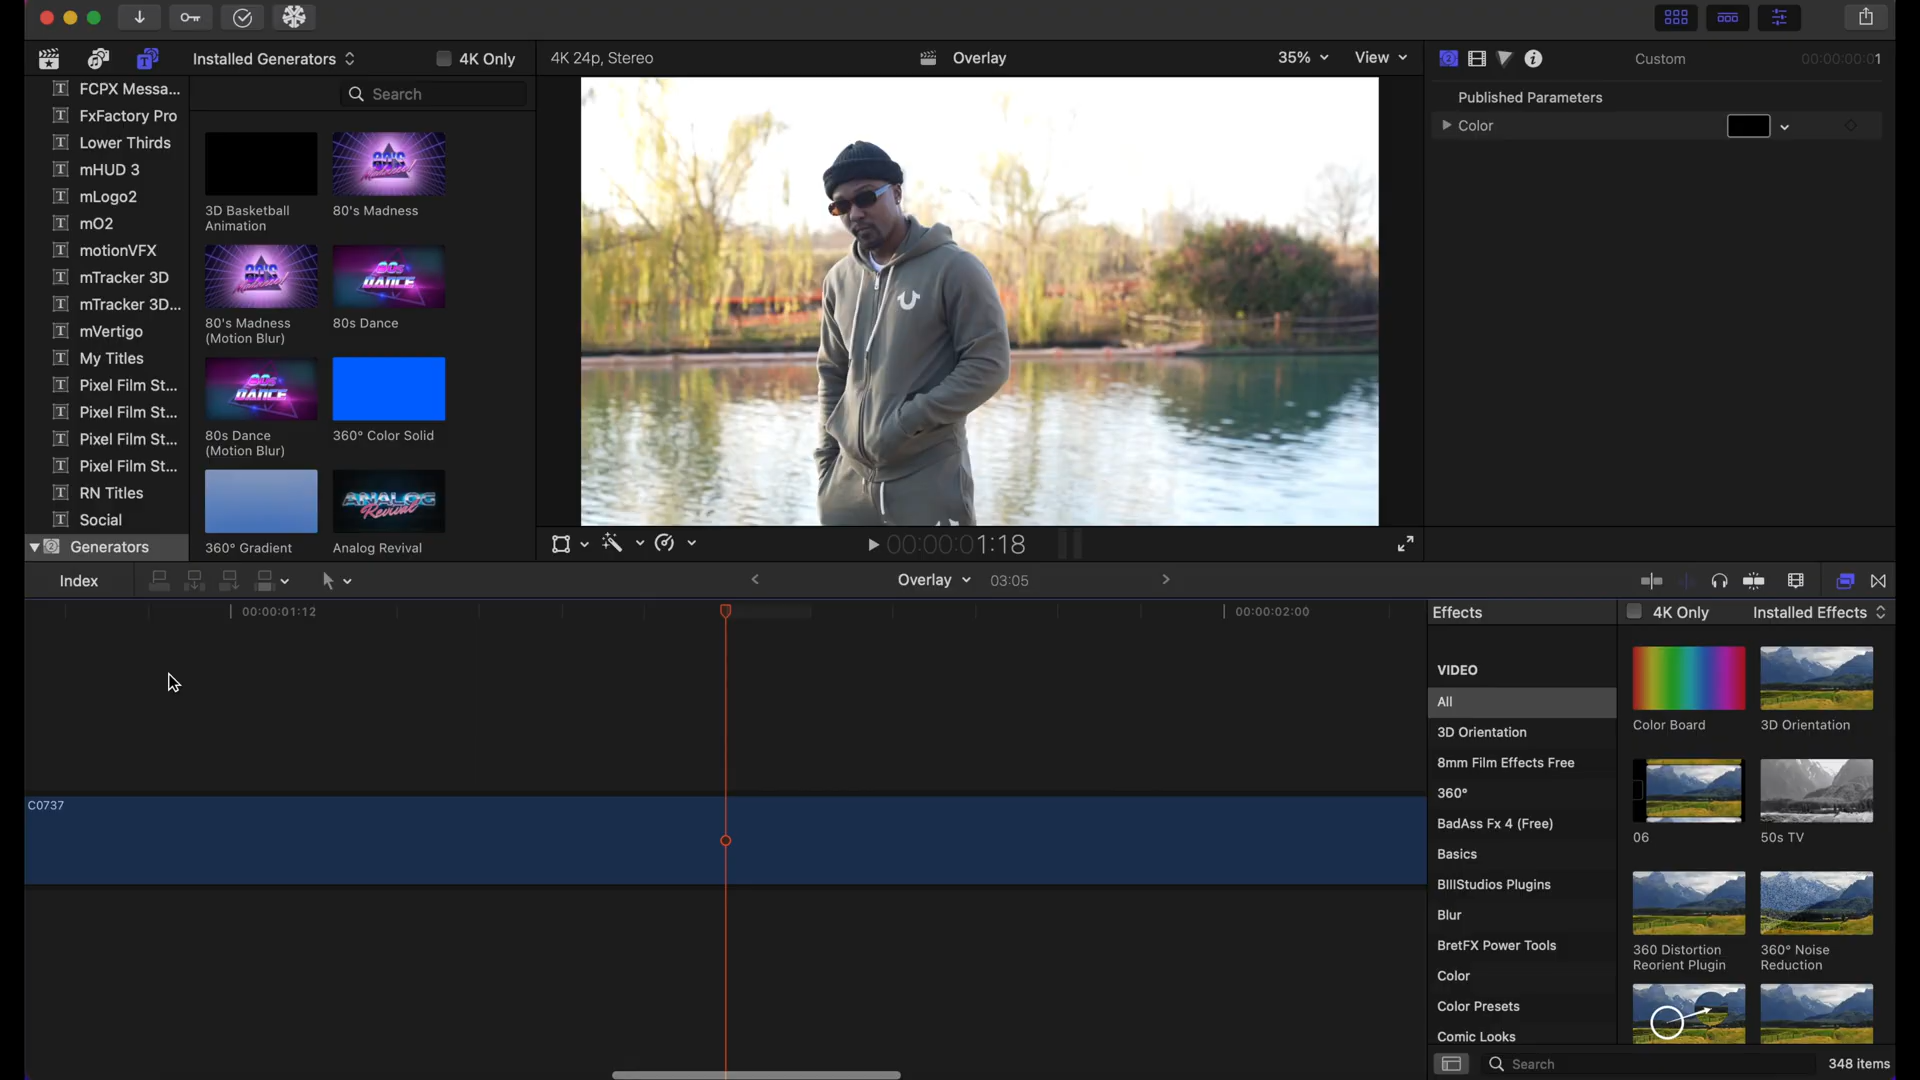 Installed Generators
4K Only
4K 24p, Stereo
Overlay
35%
View
Custom
00:00:00:01
FCPX Messa...
FxFactory Pro
Lower Thirds
mHUD 3
mLogo2
mO2
motionVFX
mTracker 3D
mTracker 3D...
mVertigo
My Titles
Pixel Film St...
Pixel Film St...
Pixel Film St...
Pixel Film St...
RN Titles
Social
Generators
Search
3D Basketball
Animation
80's Madness
80's Madness
(Motion Blur)
80s Dance
80s Dance
(Motion Blur)
360° Color Solid
360° Gradient
ANALOG
Revival
Analog Revival
Published Parameters
Color
00:00:01:18
Index
Overlay
03:05
00:00:01:12
00:00:02:00
C0737
Effects
4K Only
Installed Effects
VIDEO
All
3D Orientation
8mm Film Effects Free
360°
BadAss Fx 4 (Free)
Basics
BIIIStudios Plugins
Blur
BretFX Power Tools
Color
Color Presets
Comic Looks
Color Board
3D Orientation
06
50s TV
360 Distortion
Reorient Plugin
360° Noise
Reduction
Search
348 items